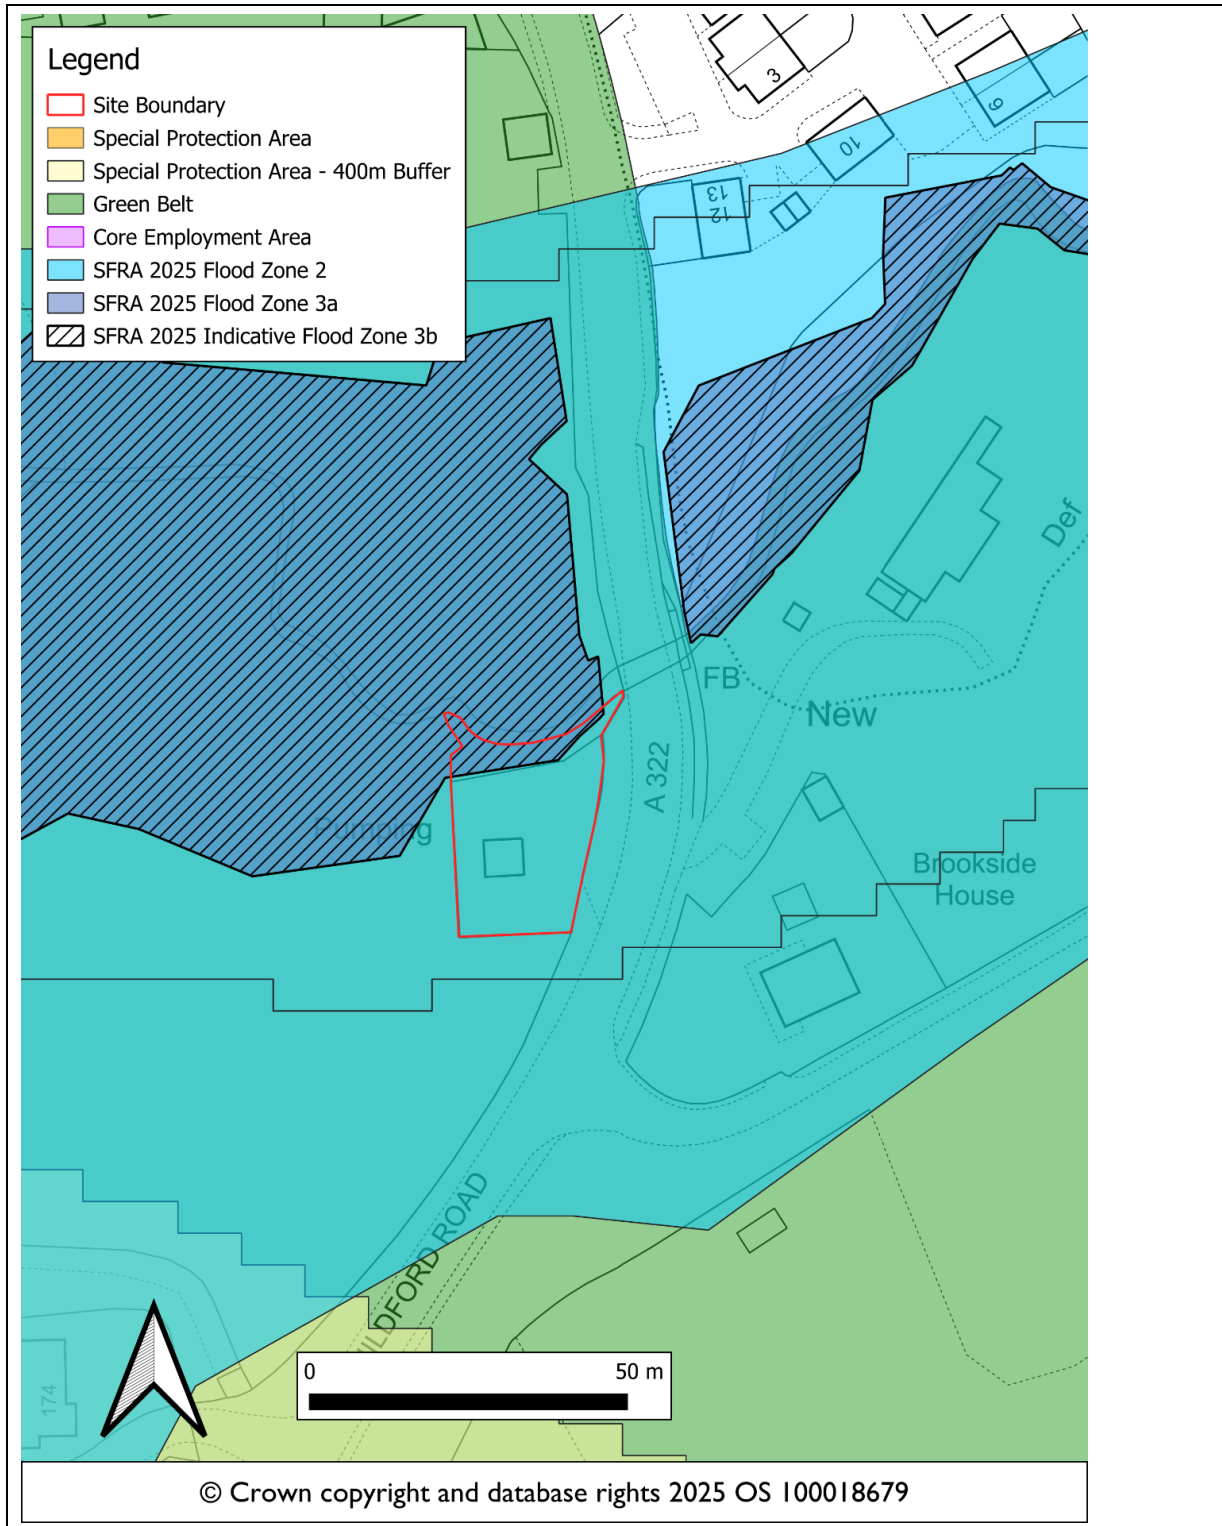 Legend
Site Boundary
Special Protection Area
Special Protection Area - 400m Buffer
Green Belt
Core Employment Area
SFRA 2025 Flood Zone 2
SFRA 2025 Flood Zone 3a
SFRA 2025 Indicative Flood Zone 3b
3
9
10
13
12
Def
FB
New
A 322
Pumping
Brookside
House
ILDFORD ROAD
174
0 50 m
© Crown copyright and database rights 2025 OS 100018679